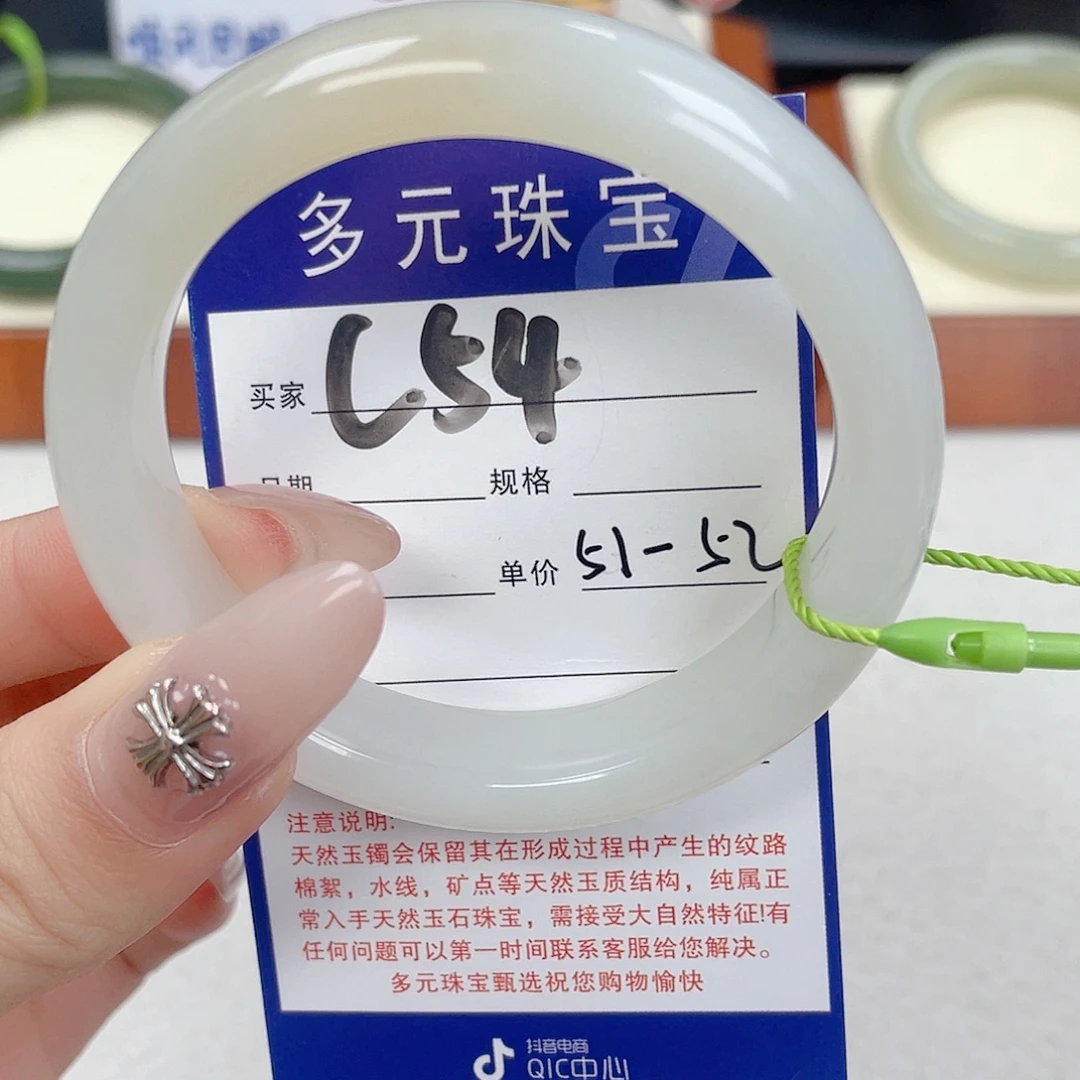 多元珠宝
买家 C.54
日期 规格
单价 51-52
注意说明:
天然玉镯会保留其在形成过程中产生的纹路
棉絮，水线，矿点等天然玉质结构，纯属正
常入手天然玉石珠宝，需接受大自然特征!有
任何问题可以第一时间联系客服给您解决。
多元珠宝甄选祝您购物愉快
抖音电商
QIC中心